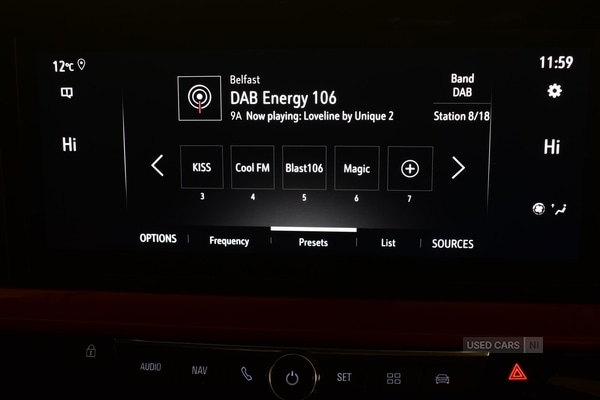 12°C
11:59
Belfast
DAB Energy 106
9A Now playing: Loveline by Unique 2
Band
DAB
Station 8/18
Hi
Hi
KISS
Cool FM
Blast106
Magic
3
4
5
6
7
OPTIONS
Frequency
Presets
List
SOURCES
USED CARS NI
AUDIO
NAV
SET